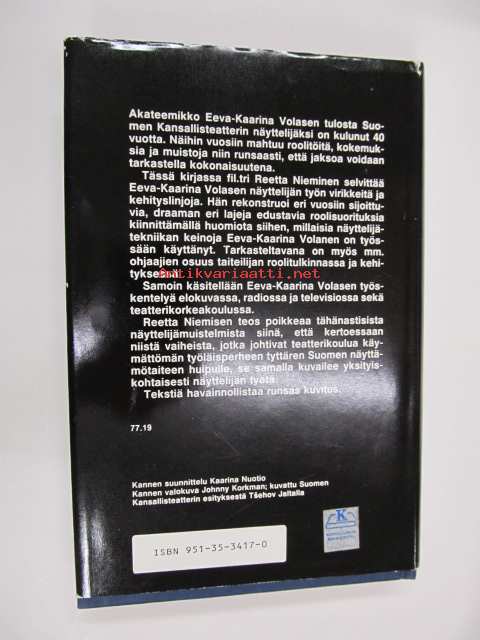 Akateemikko Eeva-Kaarina Volasen tulosta Suo-
men Kansallisteatterin näyttelijäksi on kulunut 40
vuotta. Näihin vuosiin mahtuu roolitöitä, kokemuk-
sia ja muistoja niin runsaasti, että jaksoa voidaan
tarkastella kokonaisuutena.
Tässä kirjassa fil.tri Reetta Nieminen selvittää
Eeva-Kaarina Volasen näyttelijän työn virikkeitä ja
kehityslinjoja. Hän rekonstruoi eri vuosiin sijoittu-
via, draaman eri lajeja edustavia roolisuorituksia
kiinnittämällä huomiota siihen, millaisia näyttelijä-
tekniikan keinoja Eeva-Kaarina Volanen on työs-
sään käyttänyt. Tarkasteltavana on myös mm.
ohjaajien osuus taiteilijan roolitulkinnassa ja kehi-
tyksessä.
Antikvariaatti.net
Samoin käsitellään Eeva-Kaarina Volasen työs-
kentelyä elokuvassa, radiossa ja televisiossa sekä
teatterikorkeakoulussa.
Reetta Niemisen teos poikkeaa tähänastisista
näyttelijämuistelmista siinä, että kertoessaan
niistä vaiheista, jotka johtivat teatterikoulua käy-
mättömän työläisperheen tyttären Suomen näyttä-
mötaiteen huipulle, se samalla kuvailee yksityis-
kohtaisesti näyttelijän työtä.
Tekstiä havainnollistaa runsas kuvitus.
77.19
Kannen suunnittelu Kaarina Nuotio
Kannen valokuva Johnny Korkman; kuvattu Suomen
Kansallisteatterin esityksestä Tšehov Jaltalla
K
ISBN 951-35-3417-0